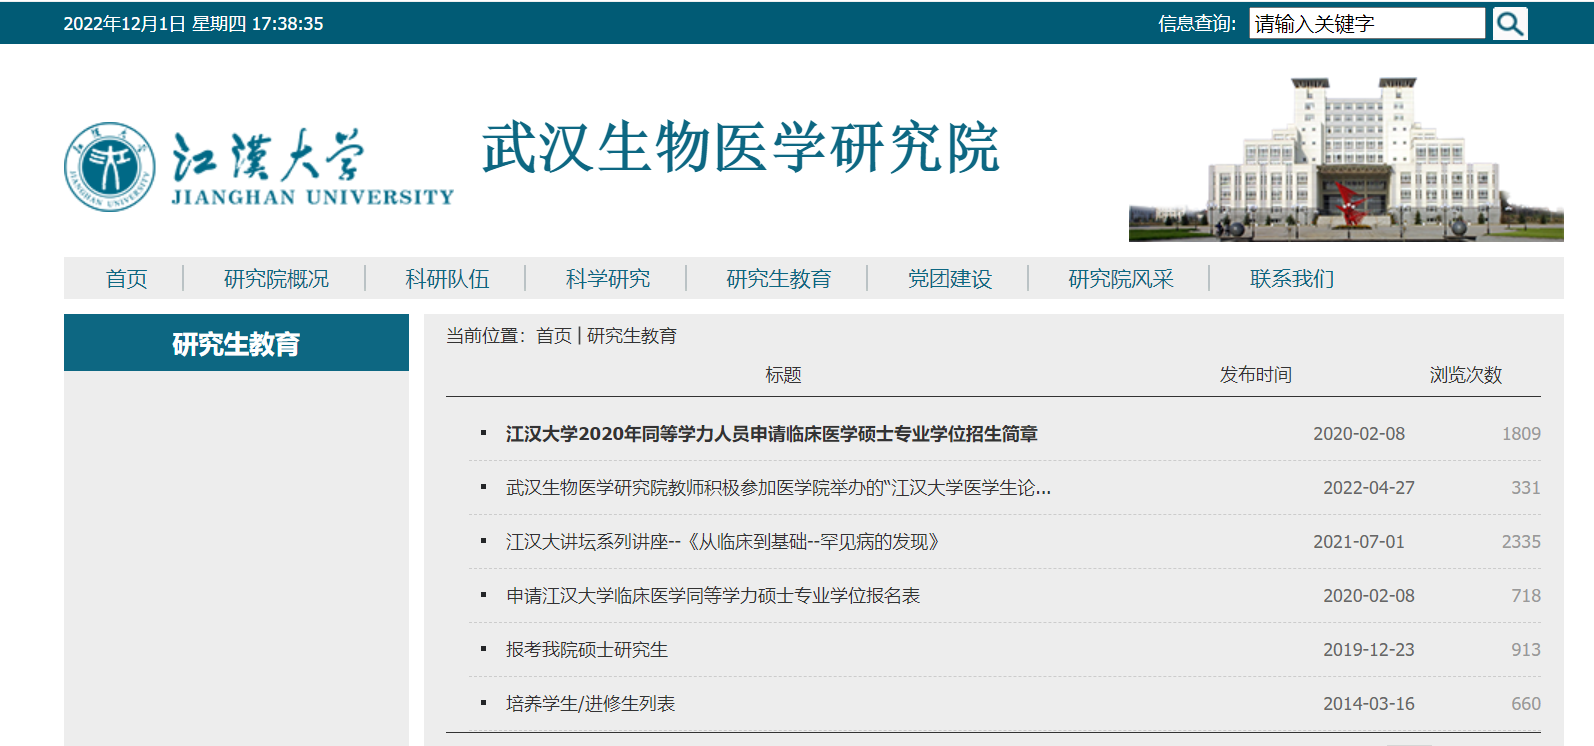 2022年12月1日 星期四 17:38:35
信息查询: 请输入关键字
江漢大学
JIANGHAN UNIVERSITY
武汉生物医学研究院
首页 研究院概况 科研队伍 科学研究 研究生教育 党团建设 研究院风采 联系我们
研究生教育
当前位置：首页 | 研究生教育
标题 发布时间 浏览次数
江汉大学2020年同等学力人员申请临床医学硕士专业学位招生简章 2020-02-08 1809
武汉生物医学研究院教师积极参加医学院举办的“江汉大学医学生论... 2022-04-27 331
江汉大讲坛系列讲座--《从临床到基础--罕见病的发现》 2021-07-01 2335
申请江汉大学临床医学同等学力硕士专业学位报名表 2020-02-08 718
报考我院硕士研究生 2019-12-23 913
培养学生/进修生列表 2014-03-16 660